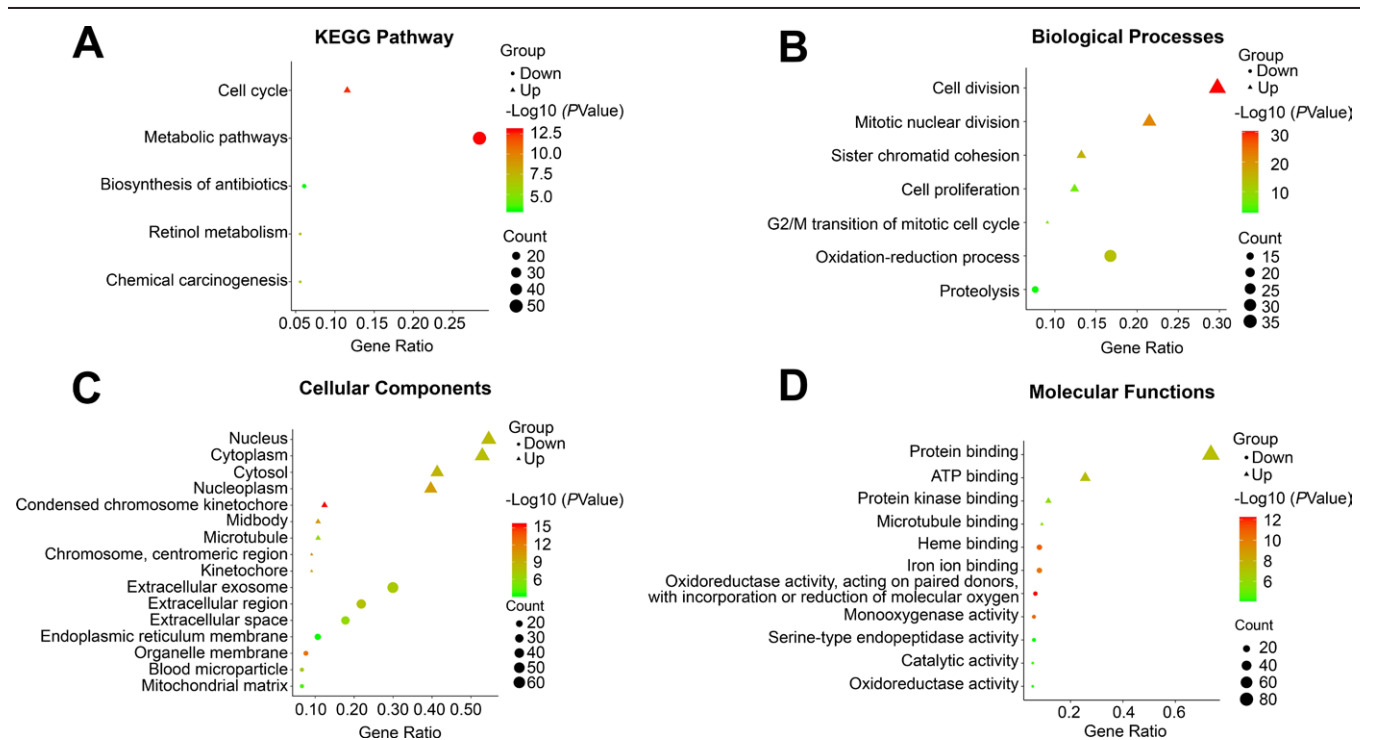 A
KEGG Pathway
Cell cycle
Metabolic pathways
Biosynthesis of antibiotics
Retinol metabolism
Chemical carcinogenesis
0.05 0.10 0.15 0.20 0.25
Gene Ratio
Group
Down
Up
-Log10 (PValue)
12.5
10.0
7.5
5.0
Count
20
30
40
50
B
Biological Processes
Cell division
Mitotic nuclear division
Sister chromatid cohesion
Cell proliferation
G2/M transition of mitotic cell cycle
Oxidation-reduction process
Proteolysis
0.10 0.15 0.20 0.25 0.30
Gene Ratio
Group
Down
Up
-Log10 (PValue)
30
20
10
Count
15
20
25
30
35
C
Cellular Components
Nucleus
Cytoplasm
Cytosol
Nucleoplasm
Condensed chromosome kinetochore
Midbody
Microtubule
Chromosome, centromeric region
Kinetochore
Extracellular exosome
Extracellular region
Extracellular space
Endoplasmic reticulum membrane
Organelle membrane
Blood microparticle
Mitochondrial matrix
0.10 0.20 0.30 0.40 0.50
Gene Ratio
Group
Down
Up
-Log10 (PValue)
15
12
9
6
Count
20
30
40
50
60
D
Molecular Functions
Protein binding
ATP binding
Protein kinase binding
Microtubule binding
Heme binding
Iron ion binding
Oxidoreductase activity, acting on paired donors,
with incorporation or reduction of molecular oxygen
Monooxygenase activity
Serine-type endopeptidase activity
Catalytic activity
Oxidoreductase activity
0.2 0.4 0.6
Gene Ratio
Group
Down
Up
-Log10 (PValue)
12
10
8
6
Count
20
40
60
80